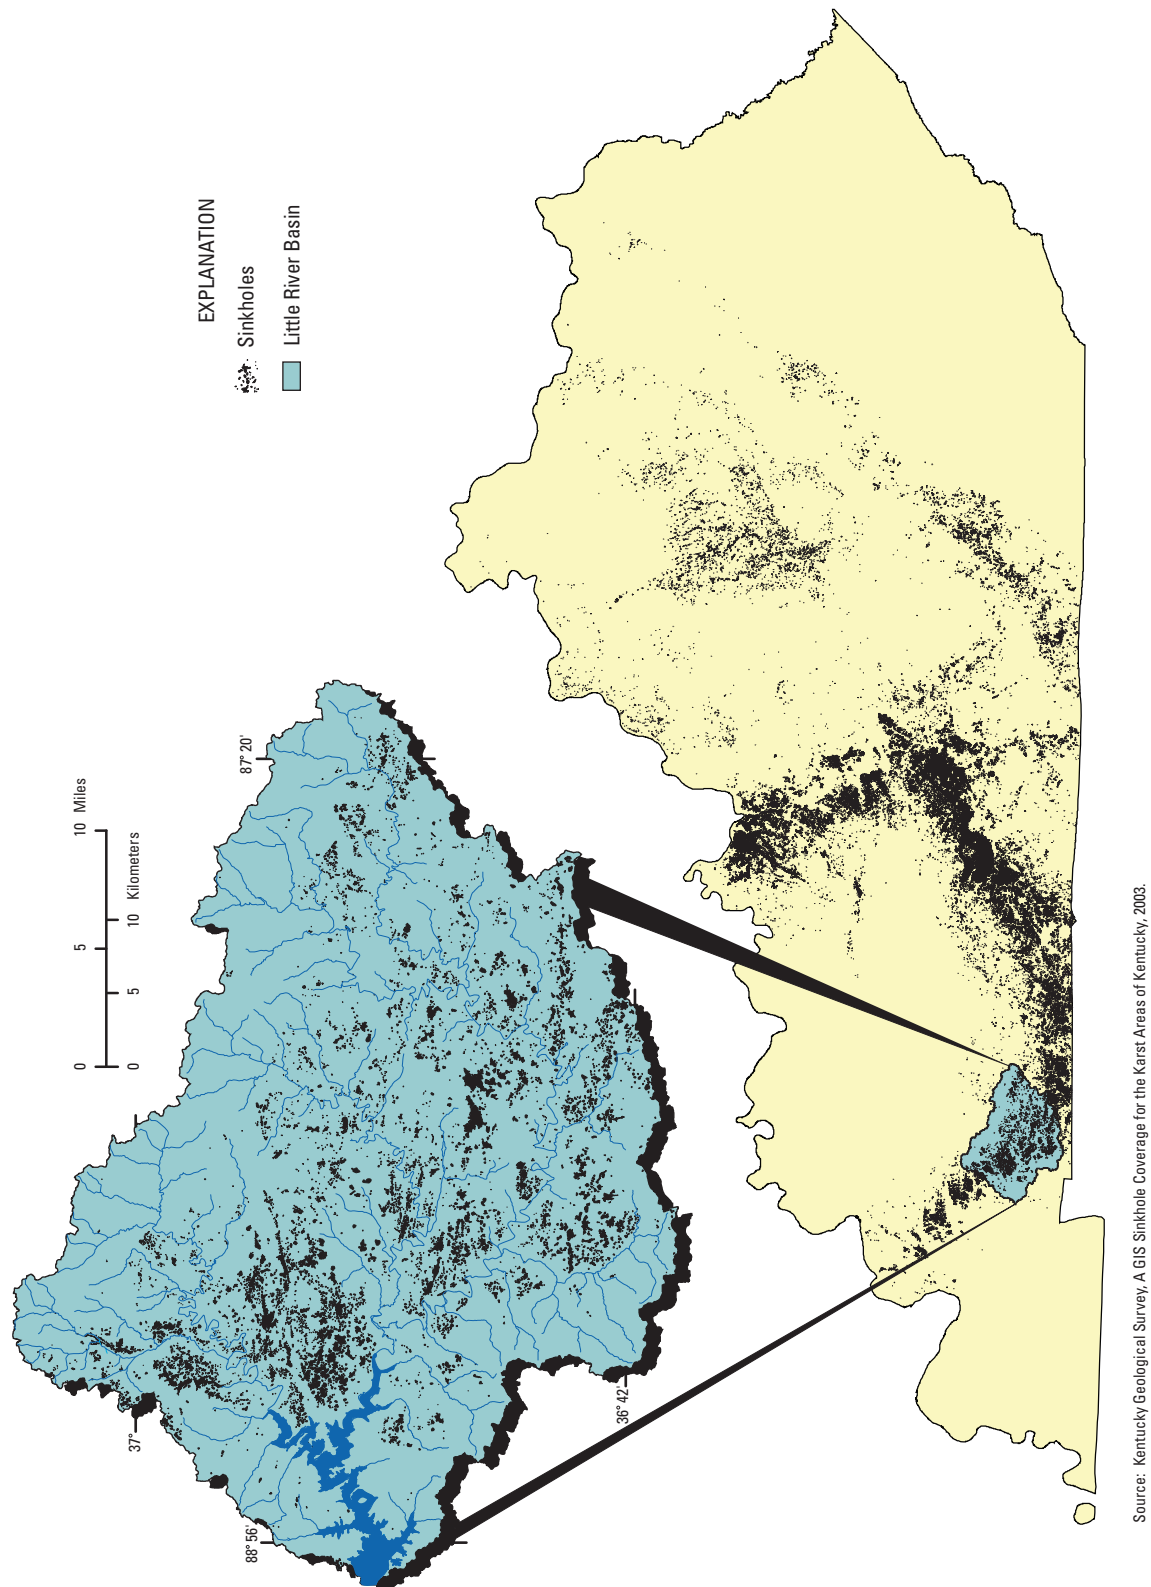 EXPLANATION
Sinkholes
Little River Basin
0 5 10 Miles
0 5 10 Kilometers
88° 56'
87° 20'
37°
36° 42'
Source: Kentucky Geological Survey, A GIS Sinkhole Coverage for the Karst Areas of Kentucky, 2003.